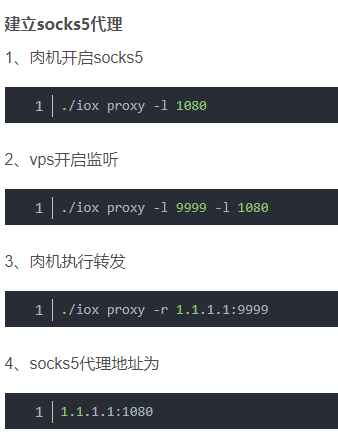 建立socks5代理
1、肉机开启socks5
1 ./iox proxy -l 1080
2、vps开启监听
1 ./iox proxy -l 9999 -l 1080
3、肉机执行转发
1 ./iox proxy -r 1.1.1.1:9999
4、socks5代理地址为
1 1.1.1.1:1080